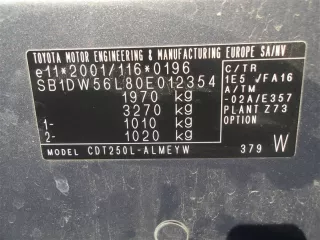 TOYOTA MOTOR ENGINEERING & MANUFACTURING EUROPE SA/NV
e11*2001/116*0196
SB1DW56L80E012354
1970 kg
3270 kg
1- 1010 kg
2- 1020 kg
C/TR
1E5 /FA16
A/TM
-02A/E357
PLANT Z73
OPTION
MODEL CDT250L-ALMEYW
379 W